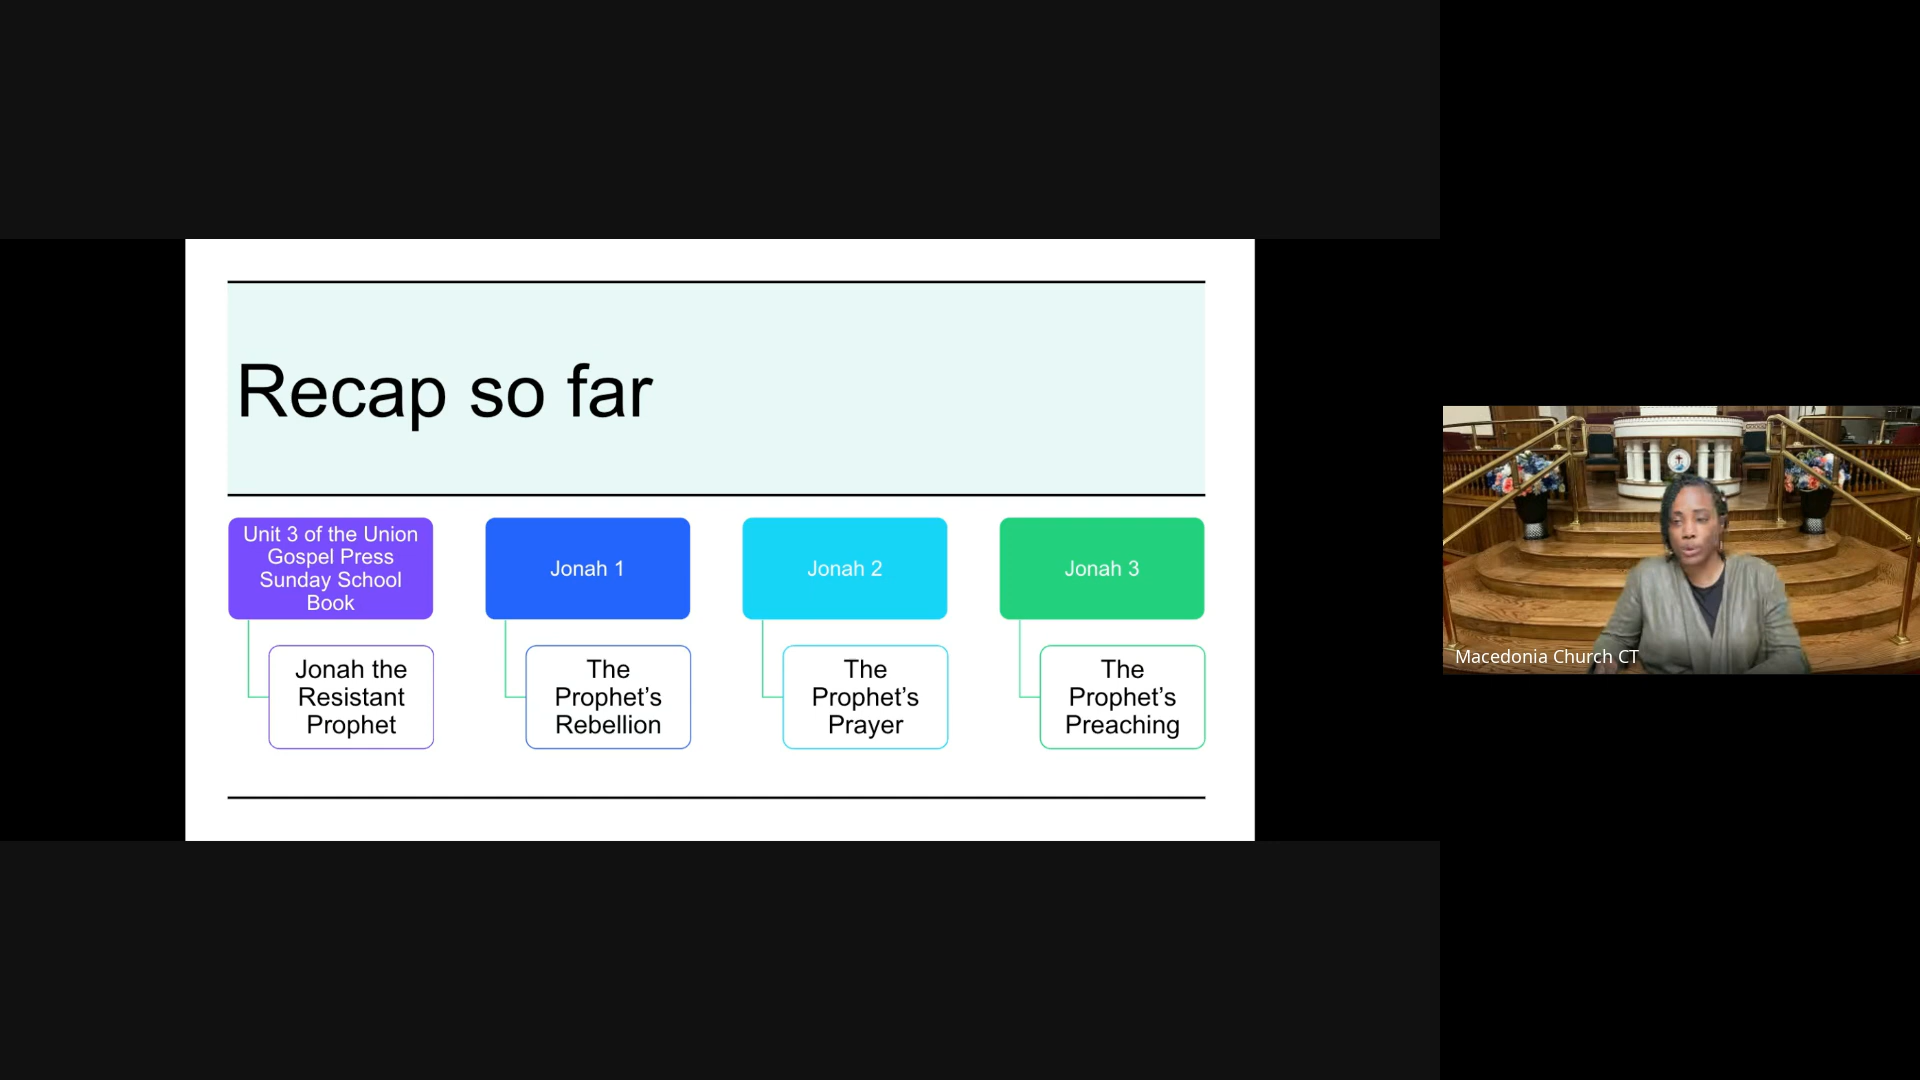 Recap so far
Unit 3 of the Union
Gospel Press
Sunday School
Book
Jonah 1
Jonah 2
Jonah 3
Jonah the
Resistant
Prophet
The
Prophet’s
Rebellion
The
Prophet’s
Prayer
The
Prophet’s
Preaching
Macedonia Church CT